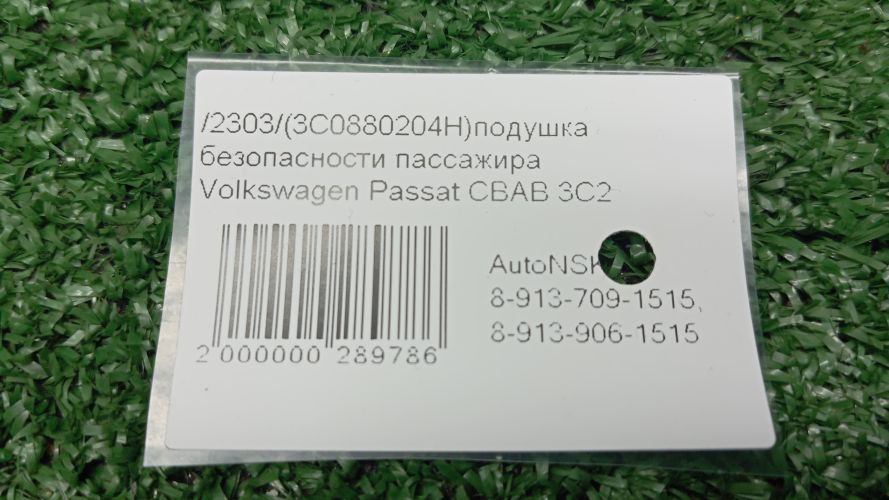 /2303/(3C0880204H)подушка
безопасности пассажира
Volkswagen Passat CBAB 3C2
AutoNSK
8-913-709-1515,
8-913-906-1515
2 000000 289786